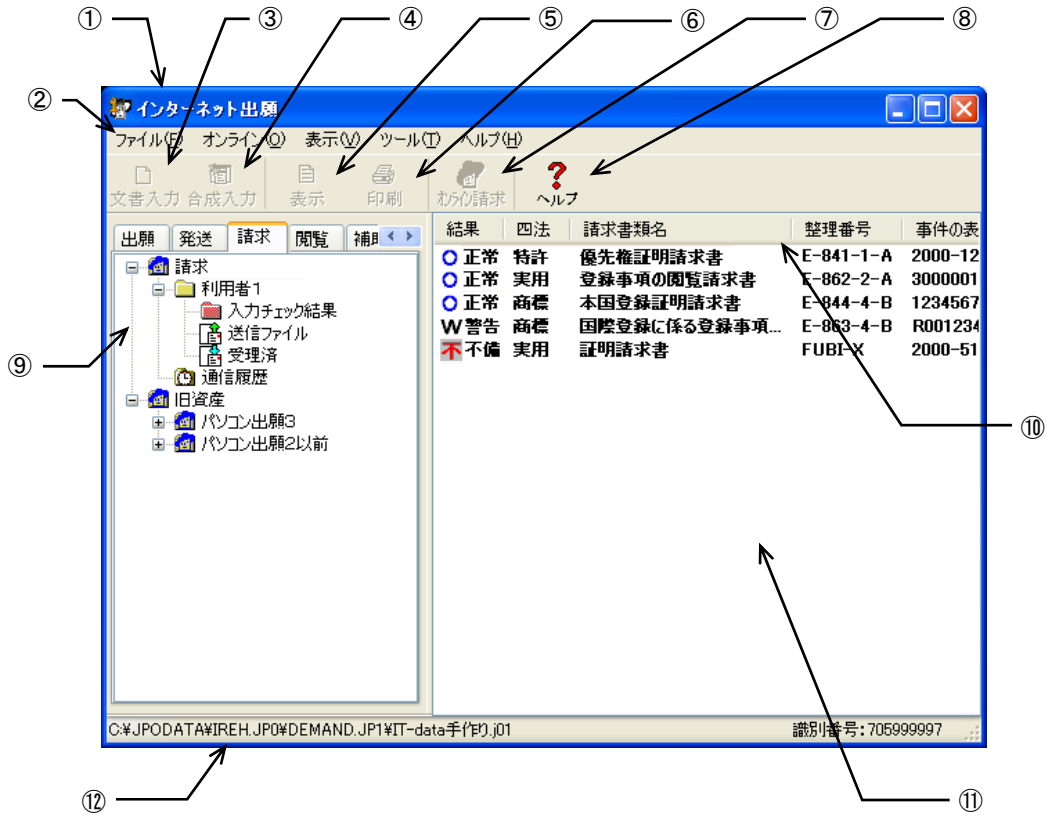 ① ③ ④ ⑤ ⑥ ⑦ ⑧
②
インターネット出願
ファイル(F) オンライン(O) 表示(V) ツール(T) ヘルプ(H)
文書入力 合成入力 表示 印刷 オンライン請求 ヘルプ
出願 発送 請求 閲覧 補助
結果 四法 請求書類名 整理番号 事件の表
正常 特許 優先権証明請求書 E-841-1-A 2000-12
正常 実用 登録事項の閲覧請求書 E-862-2-A 3000001
正常 商標 本国登録証明請求書 E-844-4-B 1234567
W 警告 商標 国際登録に係る登録事項... E-863-4-B R001234
不 不備 実用 証明請求書 FUBI-X 2000-51
請求
利用者1
入力チェック結果
送信ファイル
受理済
通信履歴
旧資産
パソコン出願3
パソコン出願2以前
⑨
⑩
C:¥JPODATA¥IREH.JP0¥DEMAND.JP1¥IT-data手作り.j01 識別番号:705999997
⑫ ⑪